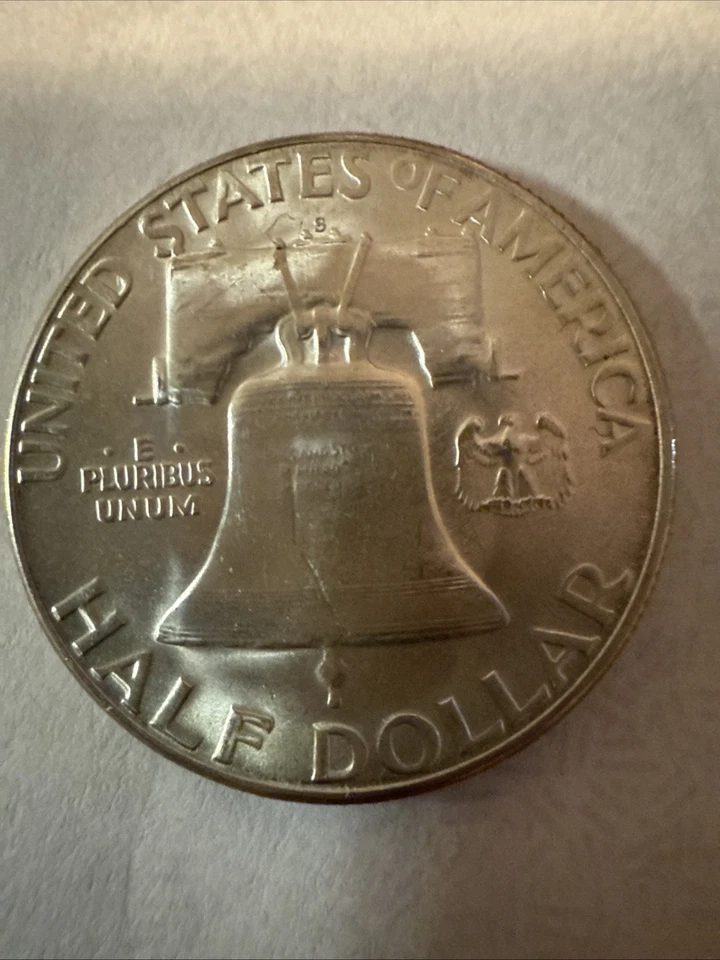 UNITED STATES OF AMERICA
S
· E ·
PLURIBUS
UNUM
HALF DOLLAR